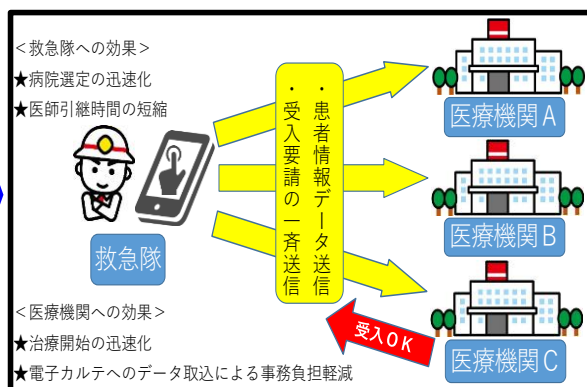 ＜救急隊への効果＞
★病院選定の迅速化
★医師引継時間の短縮
救急隊
・患者情報データ送信
・受入要請の一斉送信
医療機関A
医療機関B
医療機関C
受入OK
＜医療機関への効果＞
★治療開始の迅速化
★電子カルテへのデータ取込による事務負担軽減